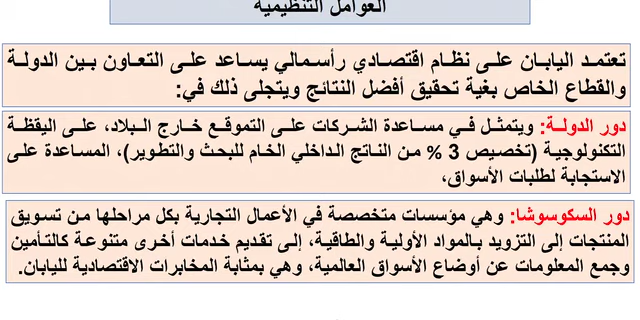 العوامل التنظيمية
تعتمد اليابان على نظام اقتصادي رأسمالي يساعد على التعاون بين الدولة
والقطاع الخاص بغية تحقيق أفضل النتائج ويتجلى ذلك في:
دور الدولة: ويتمثل في مساعدة الشركات على التموقع خارج البلاد، على اليقظة
التكنولوجية (تخصيص 3 % من الناتج الداخلي الخام للبحث والتطوير)، المساعدة على
الاستجابة لطلبات الأسواق،
دور السكوسوشا: وهي مؤسسات متخصصة في الأعمال التجارية بكل مراحلها من تسويق
المنتجات إلى التزويد بالمواد الأولية والطاقية، إلى تقديم خدمات أخرى متنوعة كالتأمين
وجمع المعلومات عن أوضاع الأسواق العالمية، وهي بمثابة المخابرات الاقتصادية لليابان.